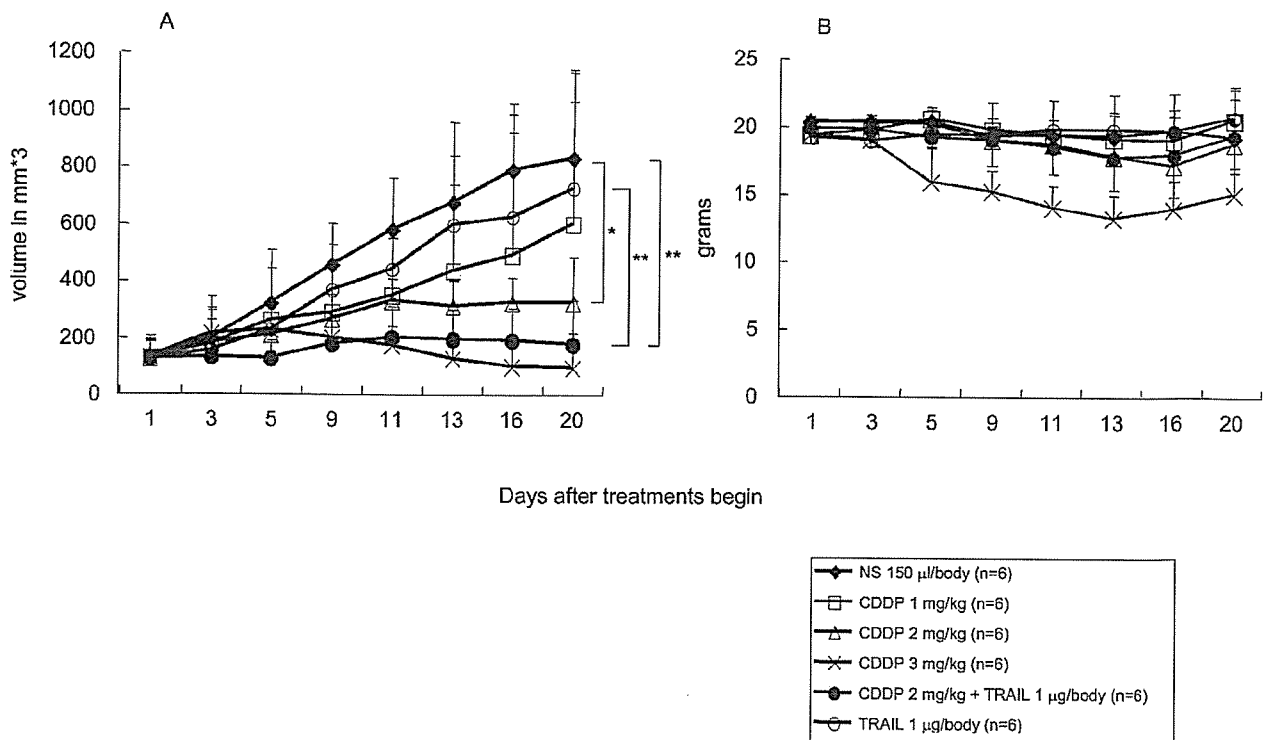 A
1200
1000
800
600
400
200
0
volume in mm*3
1 3 5 9 11 13 16 20
*
**
**
B
25
20
15
10
5
0
grams
1 3 5 9 11 13 16 20
Days after treatments begin
NS 150 µl/body (n=6)
CDDP 1 mg/kg (n=6)
CDDP 2 mg/kg (n=6)
CDDP 3 mg/kg (n=6)
CDDP 2 mg/kg + TRAIL 1 µg/body (n=6)
TRAIL 1 µg/body (n=6)